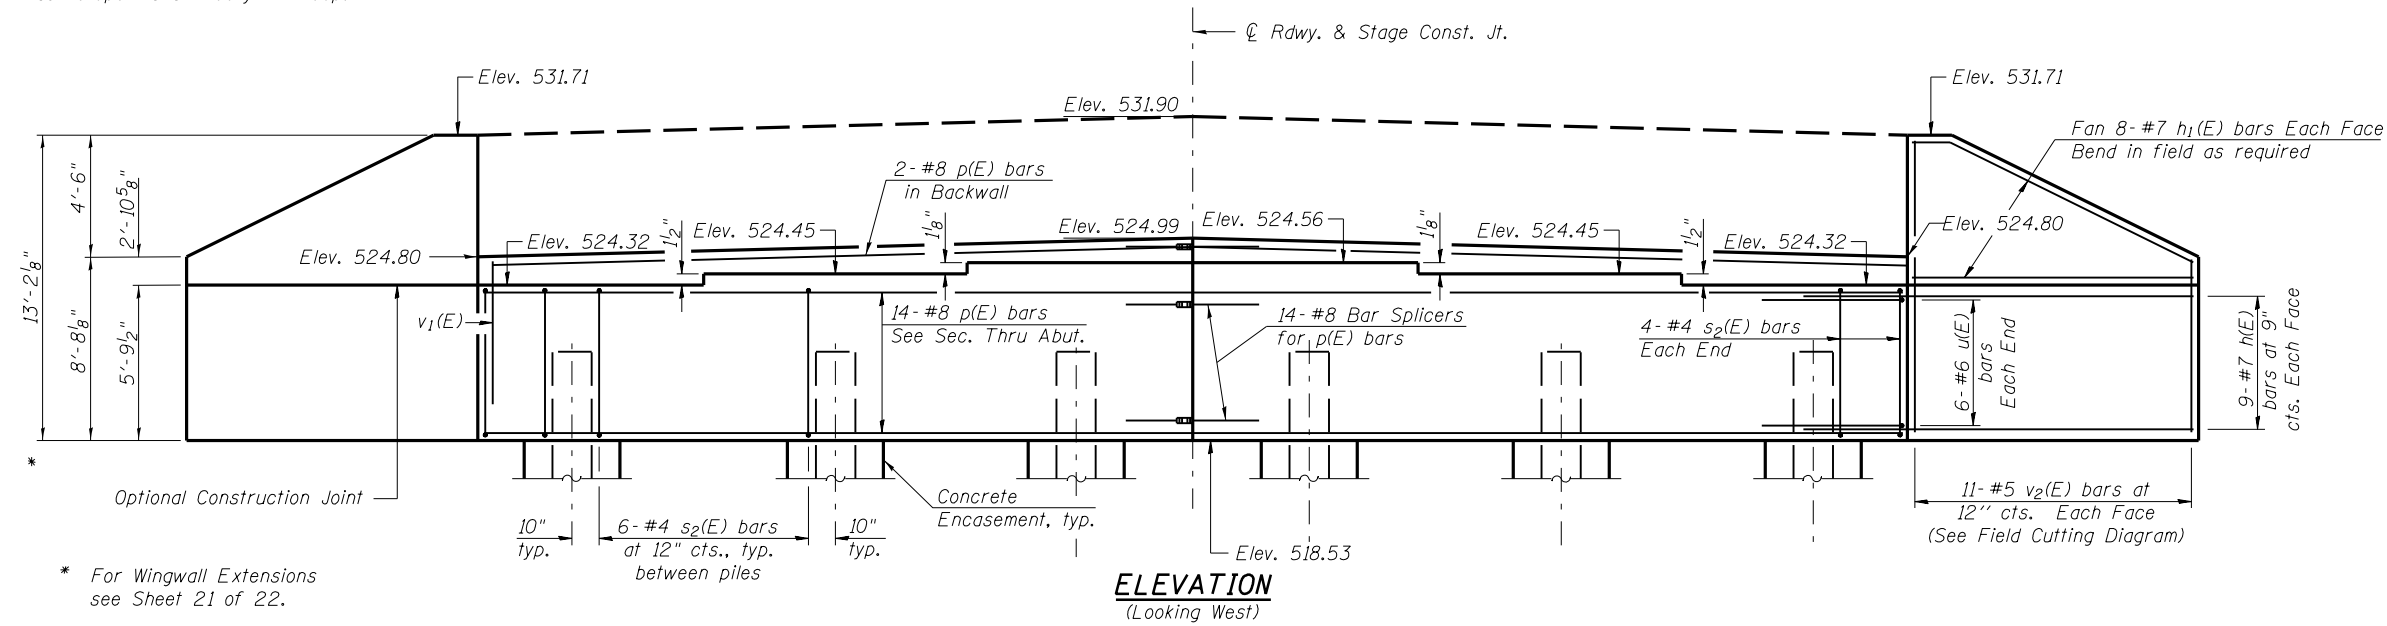 ℄ Rdwy. & Stage Const. Jt.
Elev. 531.71
Elev. 531.90
Elev. 531.71
Fan 8-#7 h1(E) bars Each Face
Bend in field as required
2-#8 p(E) bars
in Backwall
13'-2 1/8"
4'-6"
2'-10 5/8"
8'-8 1/8"
5'-9 1/2"
Elev. 524.80
Elev. 524.32
1 1/2"
Elev. 524.45
1 1/8"
Elev. 524.99
Elev. 524.56
1 1/8"
Elev. 524.45
1 1/2"
Elev. 524.32
Elev. 524.80
v1(E)
14-#8 p(E) bars
See Sec. Thru Abut.
14-#8 Bar Splicers
for p(E) bars
4-#4 s2(E) bars
Each End
6-#6 u(E)
bars
Each End
9-#7 h(E)
bars at 9"
cts. Each Face
*
Optional Construction Joint
Concrete
Encasement, typ.
10"
typ.
6-#4 s2(E) bars
at 12" cts., typ.
between piles
10"
typ.
Elev. 518.53
11-#5 v2(E) bars at
12'' cts. Each Face
(See Field Cutting Diagram)
* For Wingwall Extensions
see Sheet 21 of 22.
ELEVATION
(Looking West)